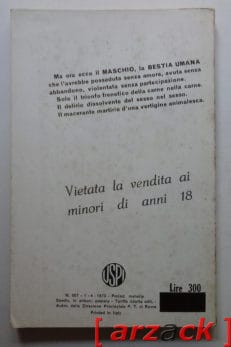 Ma ora ecco il MASCHIO, la BESTIA UMANA
che l'avrebbe posseduta senza amore, avuta senza
abbandono, violentata senza partecipazione.
Solo il trionfo frenetico della carne nella carne.
Il delirio dissolvente del sesso nel sesso.
Il macerante martirio d'una vertigine animalesca.
Vietata la vendita ai
minori di anni 18
USPI
Lire 300
Printed in Italy
[ arzack ]